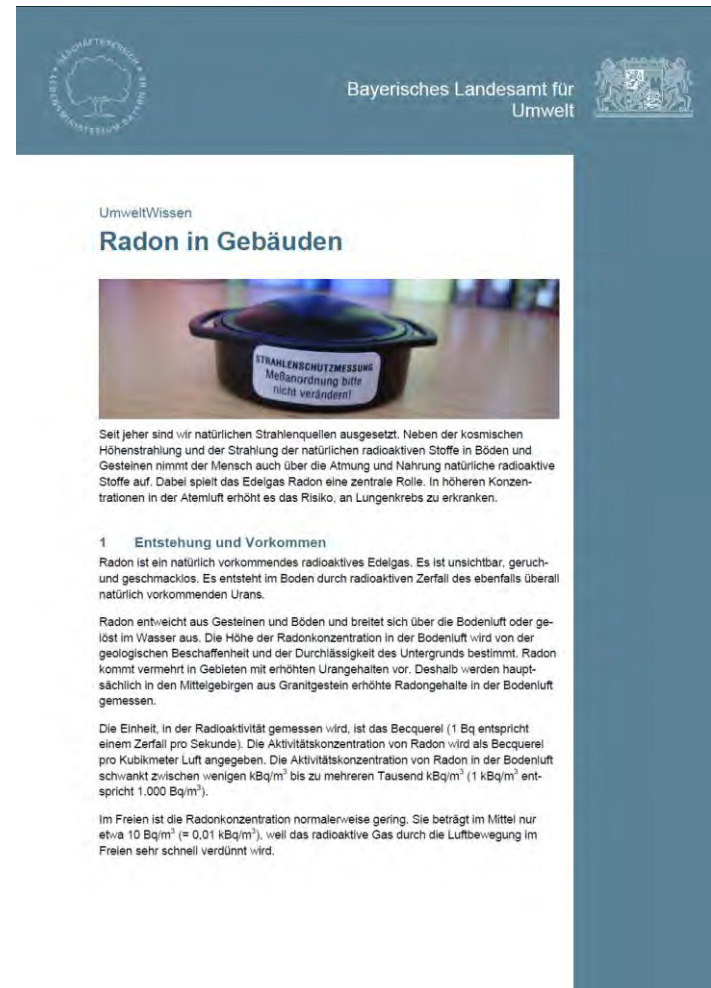 GESCHÄFTSBEREICH
LEBENSMINISTERIUM BAYERN
Bayerisches Landesamt für
Umwelt
UmweltWissen
Radon in Gebäuden
STRAHLENSCHUTZMESSUNG
Meßanordnung bitte
nicht verändern!
Seit jeher sind wir natürlichen Strahlenquellen ausgesetzt. Neben der kosmischen
Höhenstrahlung und der Strahlung der natürlichen radioaktiven Stoffe in Böden und
Gesteinen nimmt der Mensch auch über die Atmung und Nahrung natürliche radioaktive
Stoffe auf. Dabei spielt das Edelgas Radon eine zentrale Rolle. In höheren Konzen-
trationen in der Atemluft erhöht es das Risiko, an Lungenkrebs zu erkranken.
1 Entstehung und Vorkommen
Radon ist ein natürlich vorkommendes radioaktives Edelgas. Es ist unsichtbar, geruch-
und geschmacklos. Es entsteht im Boden durch radioaktiven Zerfall des ebenfalls überall
natürlich vorkommenden Urans.
Radon entweicht aus Gesteinen und Böden und breitet sich über die Bodenluft oder ge-
löst im Wasser aus. Die Höhe der Radonkonzentration in der Bodenluft wird von der
geologischen Beschaffenheit und der Durchlässigkeit des Untergrunds bestimmt. Radon
kommt vermehrt in Gebieten mit erhöhten Urangehalten vor. Deshalb werden haupt-
sächlich in den Mittelgebirgen aus Granitgestein erhöhte Radongehalte in der Bodenluft
gemessen.
Die Einheit, in der Radioaktivität gemessen wird, ist das Becquerel (1 Bq entspricht
einem Zerfall pro Sekunde). Die Aktivitätskonzentration von Radon wird als Becquerel
pro Kubikmeter Luft angegeben. Die Aktivitätskonzentration von Radon in der Bodenluft
schwankt zwischen wenigen kBq/m³ bis zu mehreren Tausend kBq/m³ (1 kBq/m³ ent-
spricht 1.000 Bq/m³).
Im Freien ist die Radonkonzentration normalerweise gering. Sie beträgt im Mittel nur
etwa 10 Bq/m³ (= 0,01 kBq/m³), weil das radioaktive Gas durch die Luftbewegung im
Freien sehr schnell verdünnt wird.